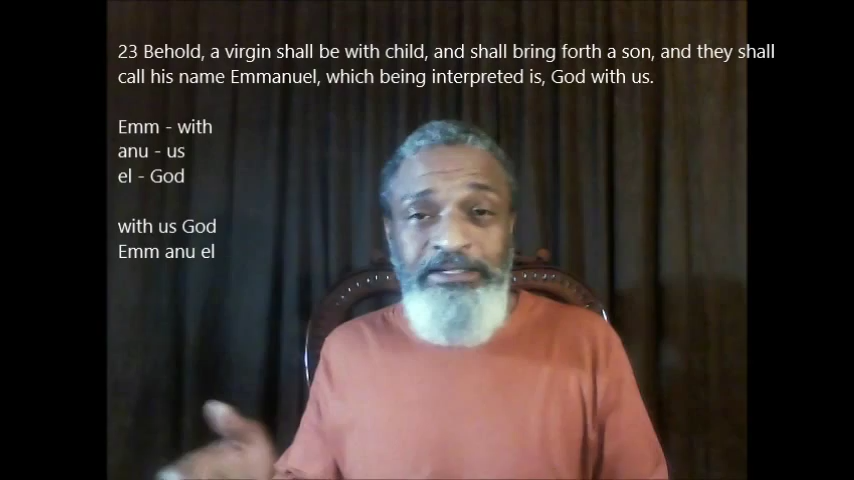 23 Behold, a virgin shall be with child, and shall bring forth a son, and they shall
call his name Emmanuel, which being interpreted is, God with us.
Emm - with
anu - us
el - God
with us God
Emm anu el